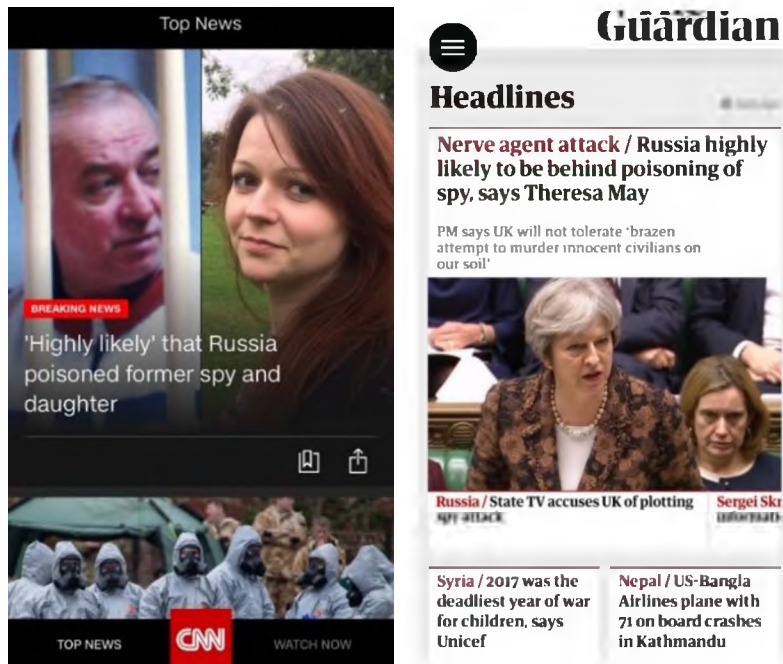 Top News
BREAKING NEWS
'Highly likely' that Russia
poisoned former spy and
daughter
TOP NEWS
CNN
WATCH NOW
Guardian
Headlines
Nerve agent attack / Russia highly
likely to be behind poisoning of
spy, says Theresa May
PM says UK will not tolerate 'brazen
attempt to murder innocent civilians on
our soil'
Russia / State TV accuses UK of plotting
spy attack
Sergei
Syria / 2017 was the
deadliest year of war
for children, says
Unicef
Nepal / US-Bangla
Airlines plane with
71 on board crashes
in Kathmandu